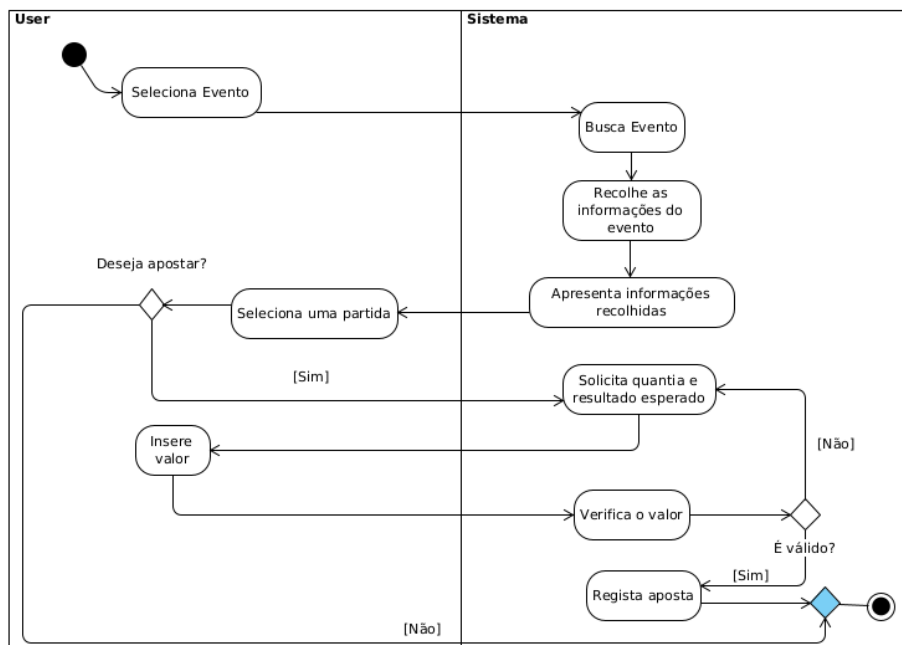 User
Sistema
Seleciona Evento
Busca Evento
Recolhe as
informações do
evento
Apresenta informações
recolhidas
Seleciona uma partida
Deseja apostar?
[Sim]
Solicita quantia e
resultado esperado
Insere
valor
Verifica o valor
É válido?
[Não]
[Sim]
Regista aposta
[Não]